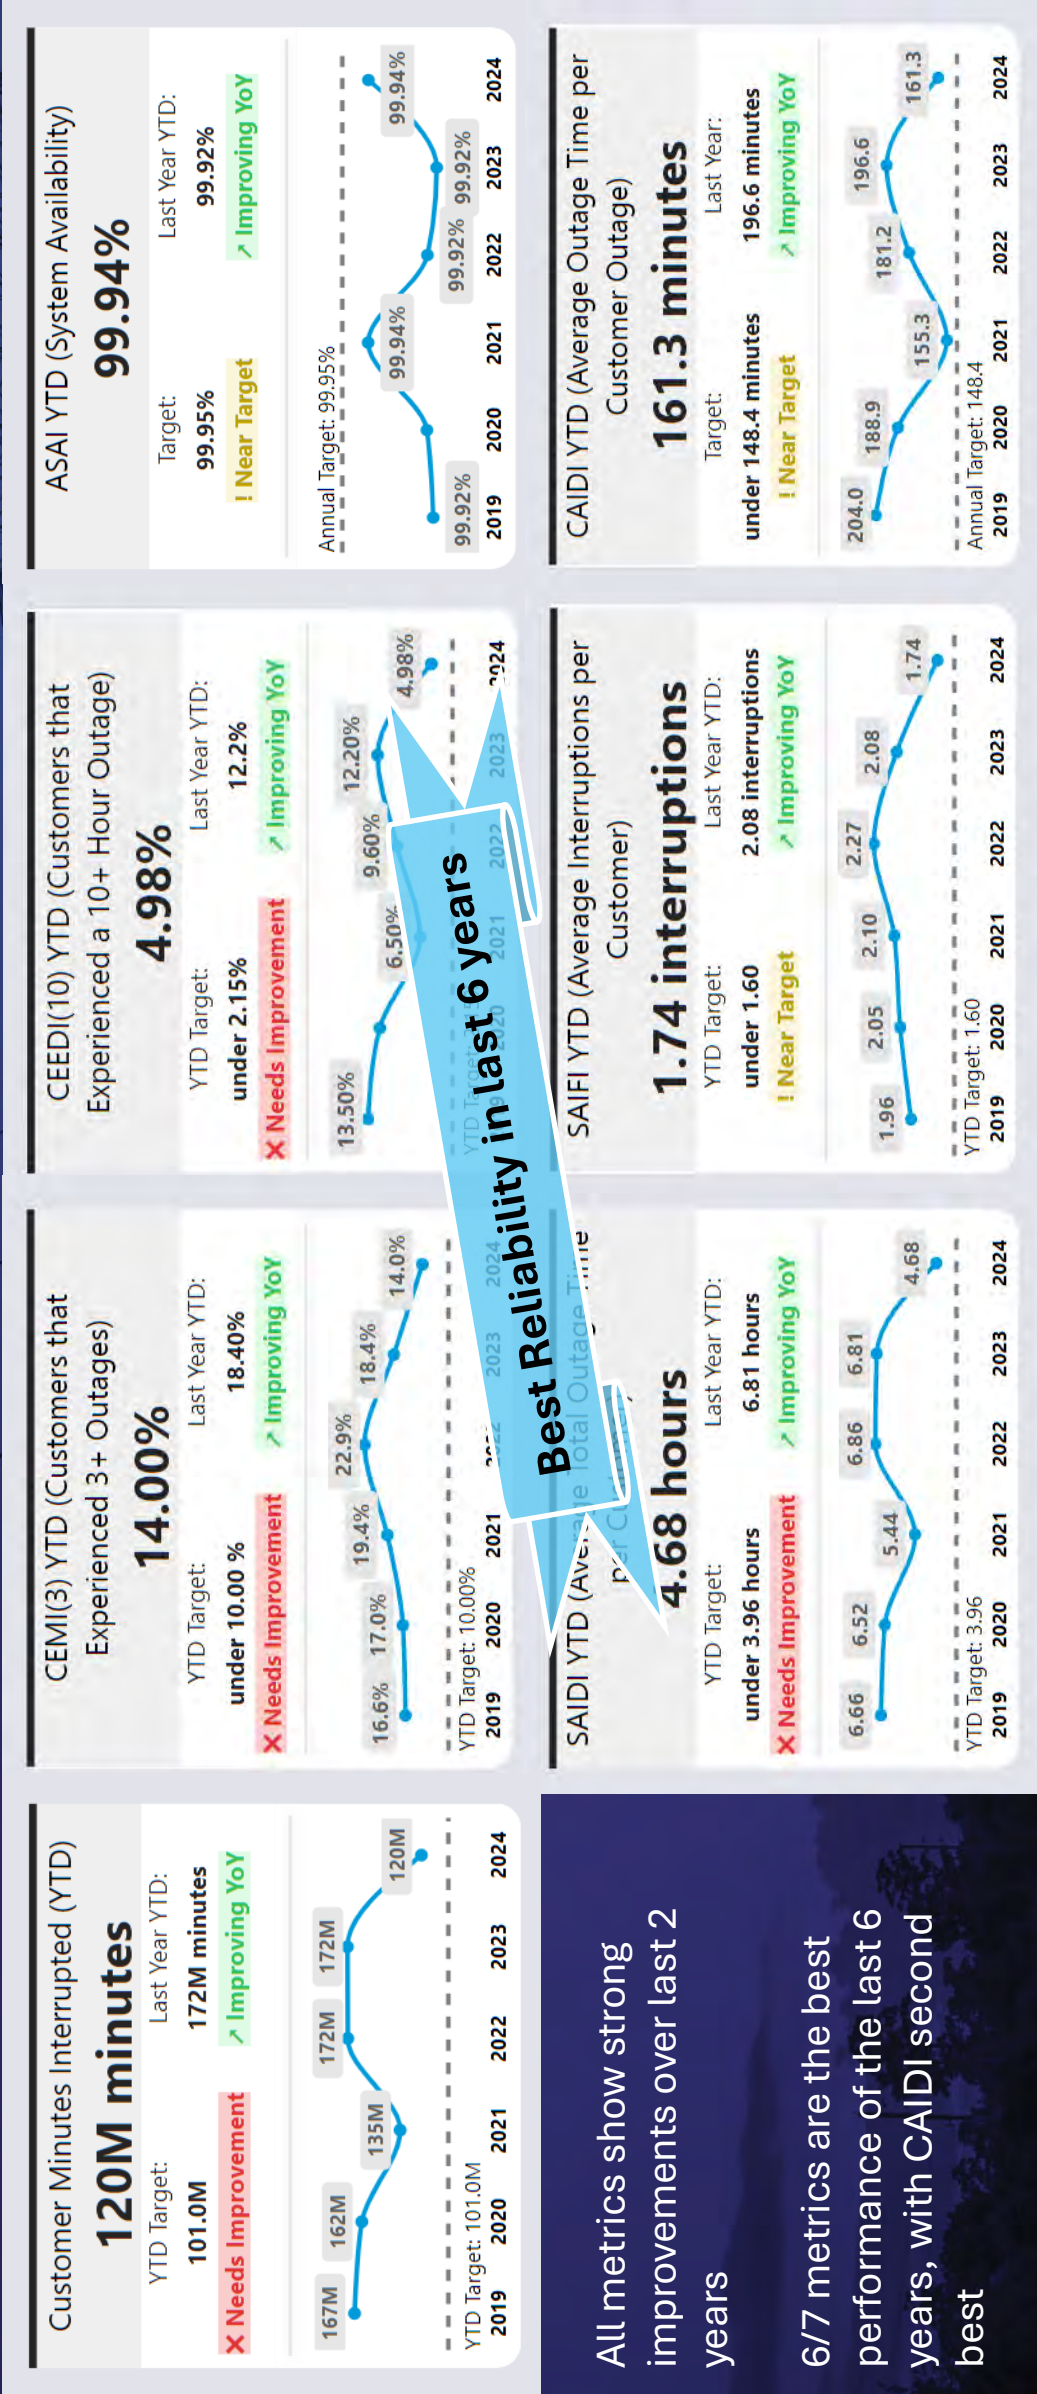 Customer Minutes Interrupted (YTD)
120M minutes
YTD Target:
Last Year YTD:
101.0M
172M minutes
✕ Needs Improvement
↗ Improving YoY
167M 162M 135M 172M 172M 120M
YTD Target: 101.0M
2019 2020 2021 2022 2023 2024
CEMI(3) YTD (Customers that
Experienced 3+ Outages)
14.00%
YTD Target:
Last Year YTD:
under 10.00 %
18.40%
✕ Needs Improvement
↗ Improving YoY
16.6% 17.0% 19.4% 22.9% 18.4% 14.0%
YTD Target: 10.00%
2019 2020 2021 2022 2023 2024
CEEDI(10) YTD (Customers that
Experienced a 10+ Hour Outage)
4.98%
YTD Target:
Last Year YTD:
under 2.15%
12.2%
✕ Needs Improvement
↗ Improving YoY
13.50% 6.50% 9.60% 12.20% 4.98%
YTD Target:
2020 2021 2022 2023 2024
ASAI YTD (System Availability)
99.94%
Target:
Last Year YTD:
99.95%
99.92%
! Near Target
↗ Improving YoY
Annual Target: 99.95%
99.92% 99.94% 99.92% 99.92% 99.94%
2019 2020 2021 2022 2023 2024
Best Reliability in last 6 years
All metrics show strong
improvements over last 2
years
6/7 metrics are the best
performance of the last 6
years, with CAIDI second
best
SAIDI YTD (Average Total Outage Time
per
4.68 hours
YTD Target:
Last Year YTD:
under 3.96 hours
6.81 hours
✕ Needs Improvement
↗ Improving YoY
6.66 6.52 5.44 6.86 6.81 4.68
YTD Target: 3.96
2019 2020 2021 2022 2023 2024
SAIFI YTD (Average Interruptions per
Customer)
1.74 interruptions
YTD Target:
Last Year YTD:
under 1.60
2.08 interruptions
! Near Target
↗ Improving YoY
1.96 2.05 2.10 2.27 2.08 1.74
YTD Target: 1.60
2019 2020 2021 2022 2023 2024
CAIDI YTD (Average Outage Time per
Customer Outage)
161.3 minutes
Target:
Last Year:
under 148.4 minutes
196.6 minutes
! Near Target
↗ Improving YoY
204.0 188.9 155.3 181.2 196.6 161.3
Annual Target: 148.4
2019 2020 2021 2022 2023 2024